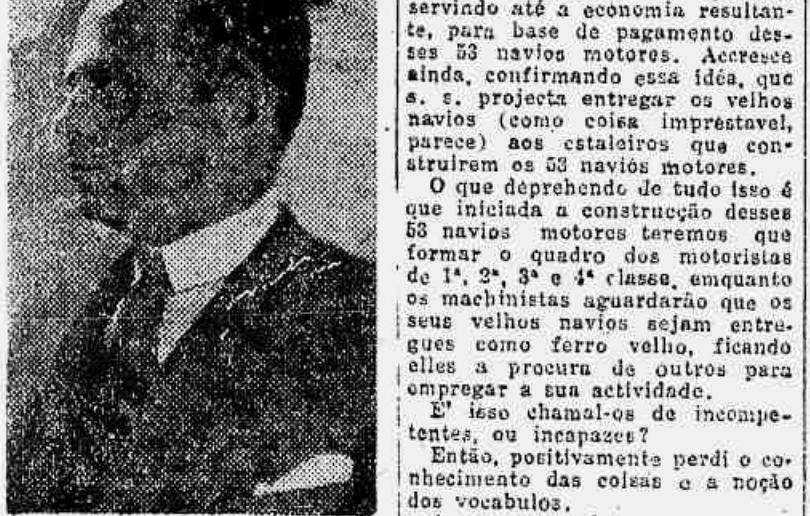 servindo até a economia resultan-
te, para base de pagamento des-
ses 53 navios motores. Accresce
ainda, confirmando essa idéa, que
s. s. projecta entregar os velhos
navios (como coisa imprestavel,
parece) aos estaleiros que con-
struirem os 53 naviós motores.
O que deprehendo de tudo isso é
que iniciada a construcção desses
53 navios motores teremos que
formar o quadro dos motoristas
de 1ª, 2ª, 3ª e 4ª classe, emquanto
os machinistas aguardarão que os
seus velhos navios sejam entre-
gues como ferro velho, ficando
elles a procura de outros para
empregar a sua actividade.
E' isso chamal-os de incompe-
tentes, ou incapazes?
Então, positivamente perdi o co-
nhecimento das coisas e a noção
dos vocabulos.